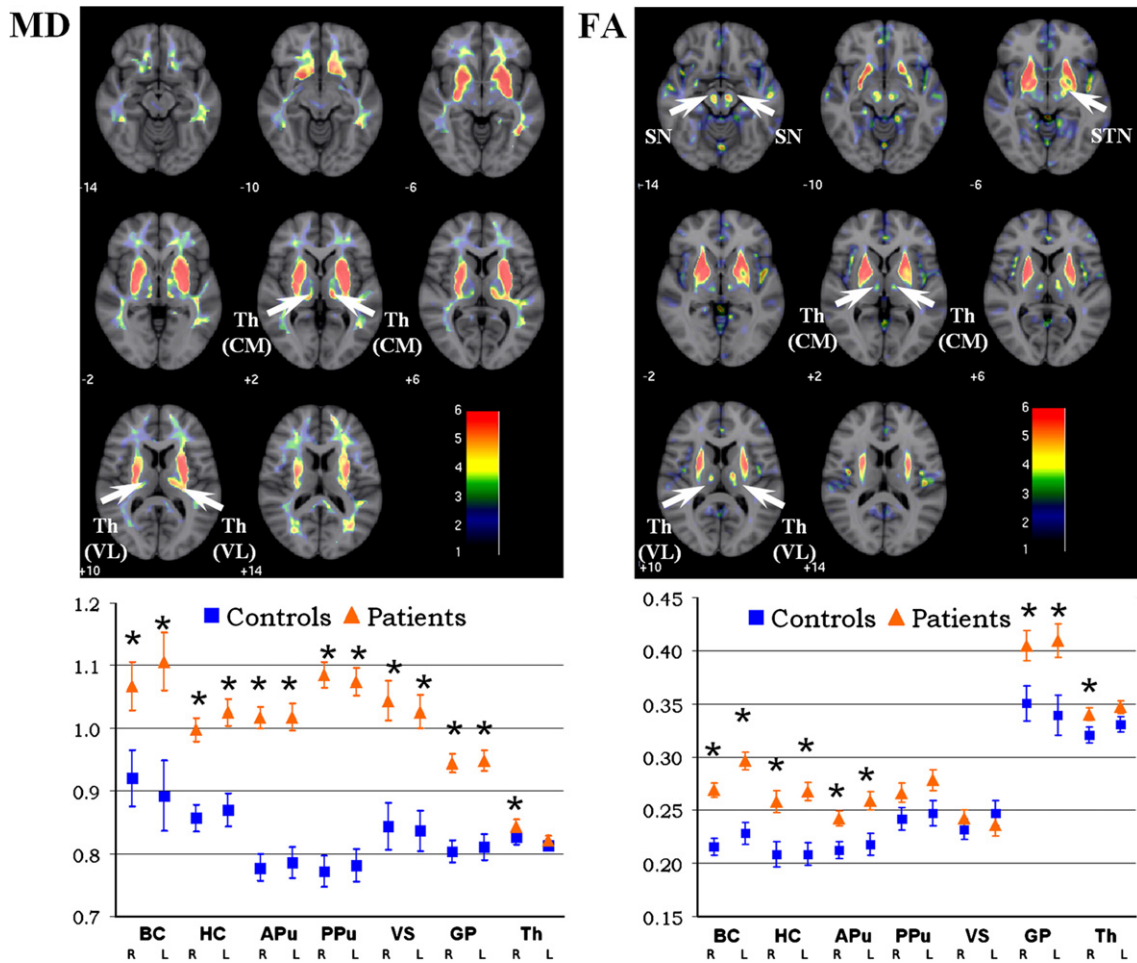 MD
-14
-10
-6
Th
(CM)
Th
(CM)
-2
+2
+6
Th
(VL)
Th
(VL)
+10
+14
6
5
4
3
2
1
FA
SN
SN
STN
-14
-10
-6
Th
(CM)
Th
(CM)
-2
+2
+6
Th
(VL)
Th
(VL)
+10
+14
6
5
4
3
2
1
Controls Patients
1.2
1.1
1.0
0.9
0.8
0.7
* * * * * * * * * * * * *
BC HC APu PPu VS GP Th
R L R L R L R L R L R L R L
Controls Patients
0.45
0.40
0.35
0.30
0.25
0.20
0.15
* * * * * * * * *
BC HC APu PPu VS GP Th
R L R L R L R L R L R L R L